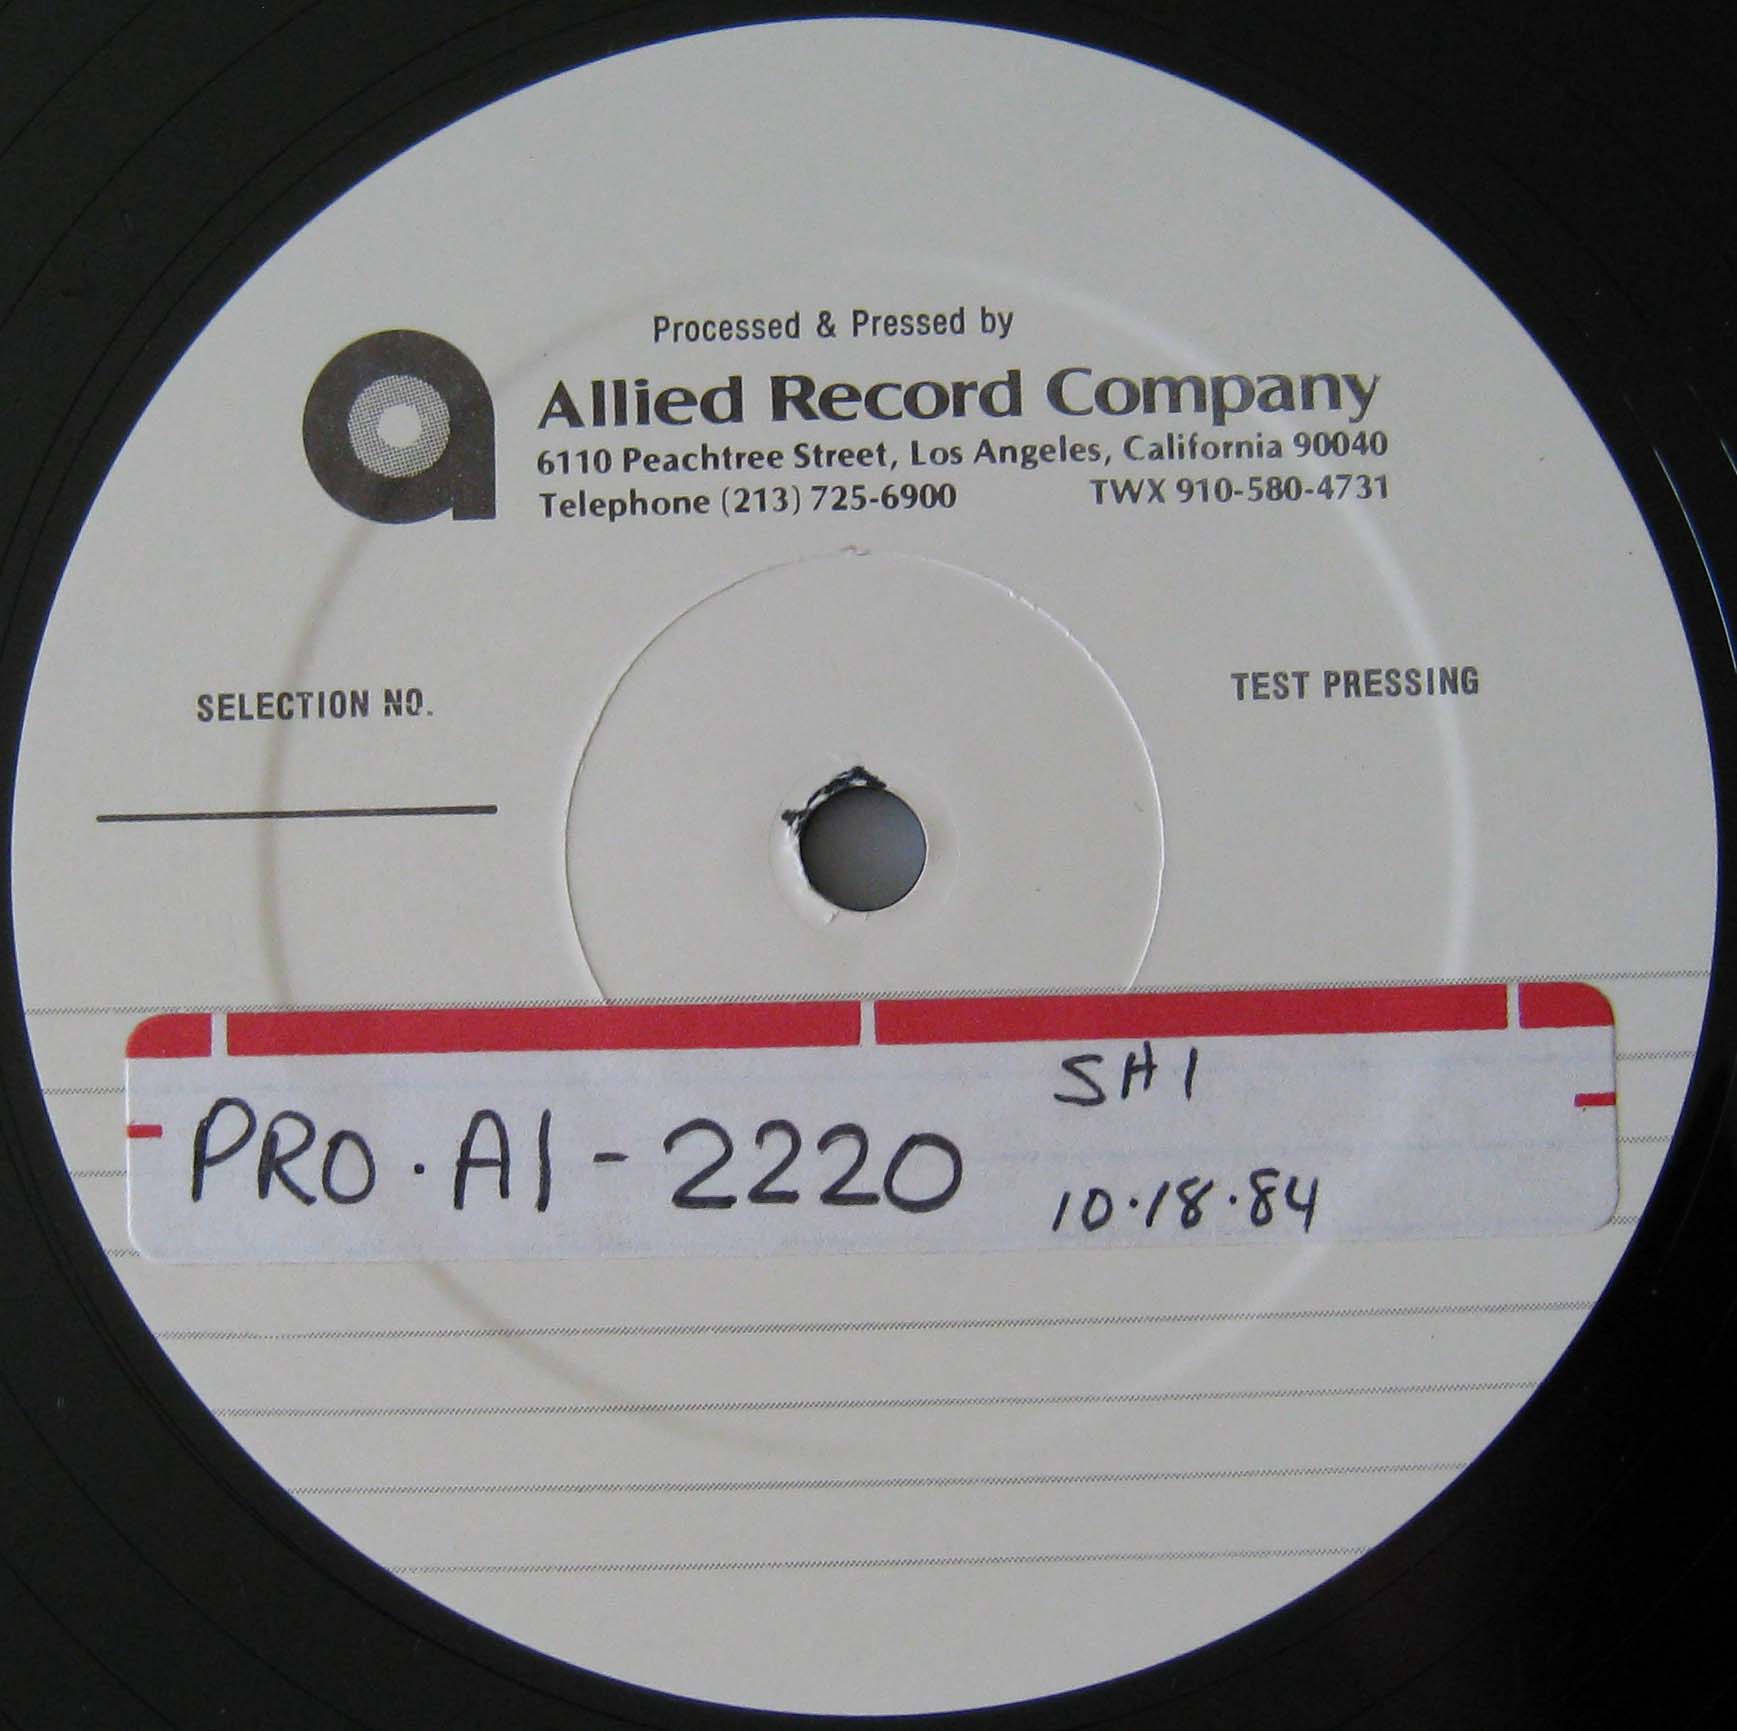 Processed & Pressed by
Allied Record Company
6110 Peachtree Street, Los Angeles, California 90040
Telephone (213) 725-6900 TWX 910-580-4731
SELECTION NO. TEST PRESSING
SH1
PRO·A1-2220
10·18·84